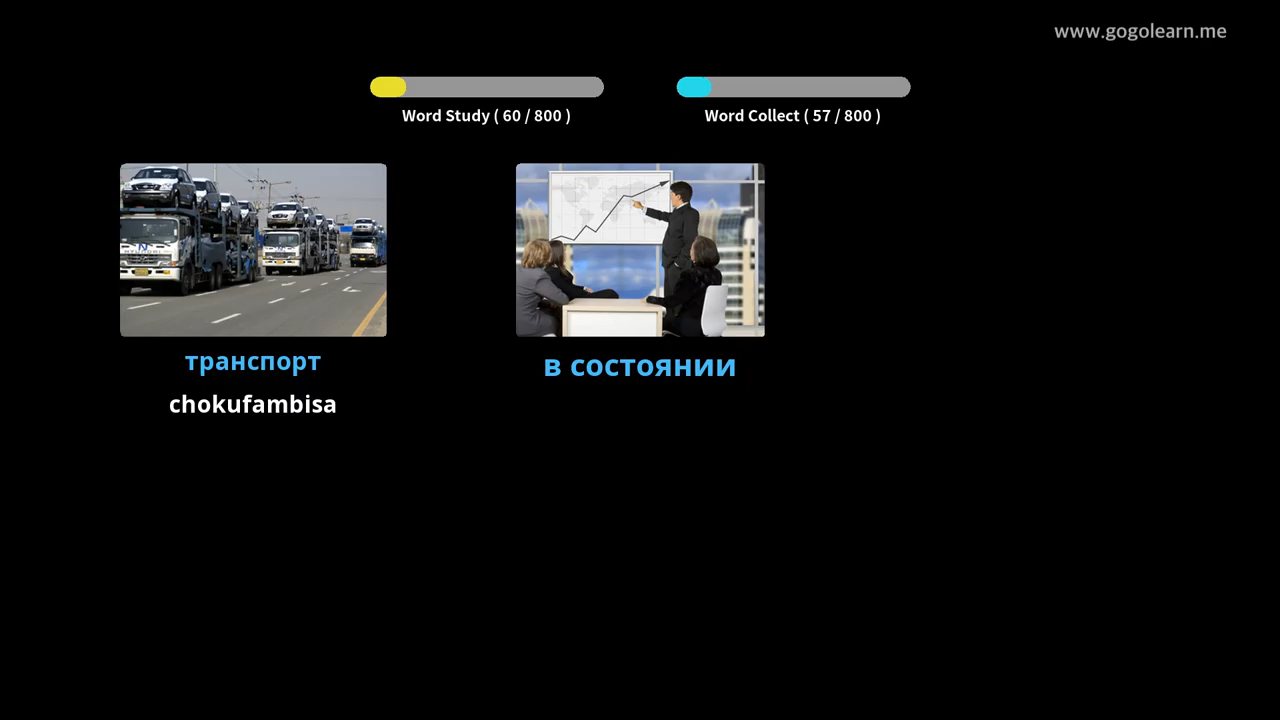 www.gogolearn.me
Word Study ( 60 / 800 )
Word Collect ( 57 / 800 )
транспорт
chokufambisa
в состоянии